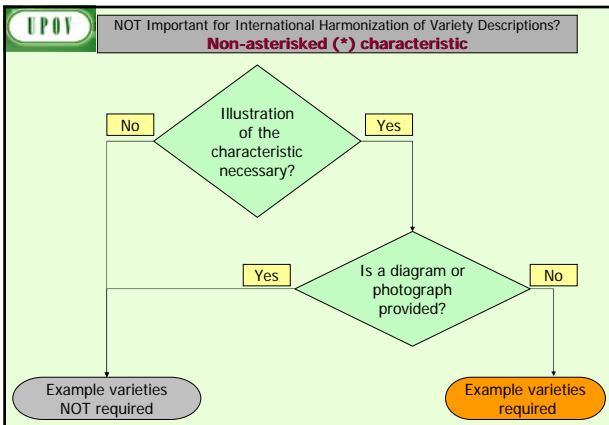 UPOV
NOT Important for International Harmonization of Variety Descriptions?
Non-asterisked (*) characteristic
Illustration
of the
characteristic
necessary?
No
Yes
Is a diagram or
photograph
provided?
Yes
No
Example varieties
NOT required
Example varieties
required